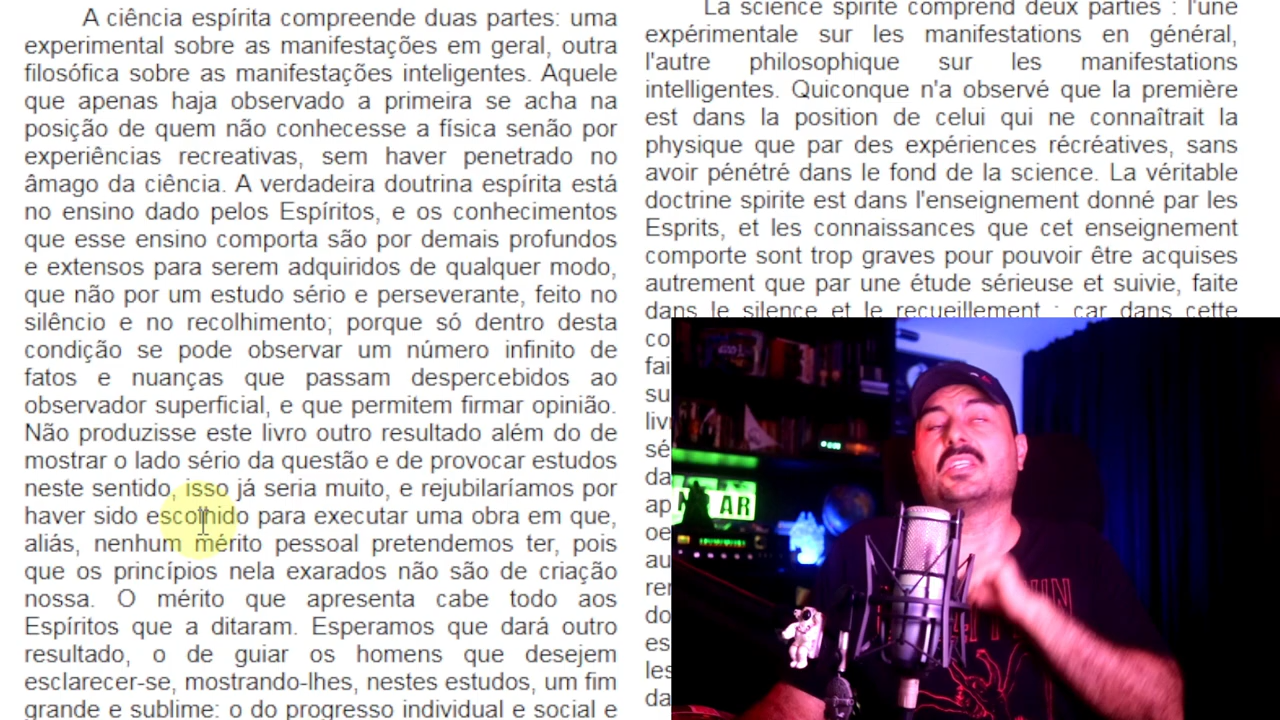 A ciência espírita compreende duas partes: uma
experimental sobre as manifestações em geral, outra
filosófica sobre as manifestações inteligentes. Aquele
que apenas haja observado a primeira se acha na
posição de quem não conhecesse a física senão por
experiências recreativas, sem haver penetrado no
âmago da ciência. A verdadeira doutrina espírita está
no ensino dado pelos Espíritos, e os conhecimentos
que esse ensino comporta são por demais profundos
e extensos para serem adquiridos de qualquer modo,
que não por um estudo sério e perseverante, feito no
silêncio e no recolhimento; porque só dentro desta
condição se pode observar um número infinito de
fatos e nuanças que passam despercebidos ao
observador superficial, e que permitem firmar opinião.
Não produzisse este livro outro resultado além do de
mostrar o lado sério da questão e de provocar estudos
neste sentido, isso já seria muito, e rejubilaríamos por
haver sido escolhido para executar uma obra em que,
aliás, nenhum mérito pessoal pretendemos ter, pois
que os princípios nela exarados não são de criação
nossa. O mérito que apresenta cabe todo aos
Espíritos que a ditaram. Esperamos que dará outro
resultado, o de guiar os homens que desejem
esclarecer-se, mostrando-lhes, nestes estudos, um fim
grande e sublime: o do progresso individual e social e
La science spirite comprend deux parties : l'une
expérimentale sur les manifestations en général,
l'autre philosophique sur les manifestations
intelligentes. Quiconque n'a observé que la première
est dans la position de celui qui ne connaîtrait la
physique que par des expériences récréatives, sans
avoir pénétré dans le fond de la science. La véritable
doctrine spirite est dans l'enseignement donné par les
Esprits, et les connaissances que cet enseignement
comporte sont trop graves pour pouvoir être acquises
autrement que par une étude sérieuse et suivie, faite
dans le silence et le recueillement ; car dans cette
co
fai
su
liv
sé
da
ap
oe
au
ren
do
es
les
da
AR